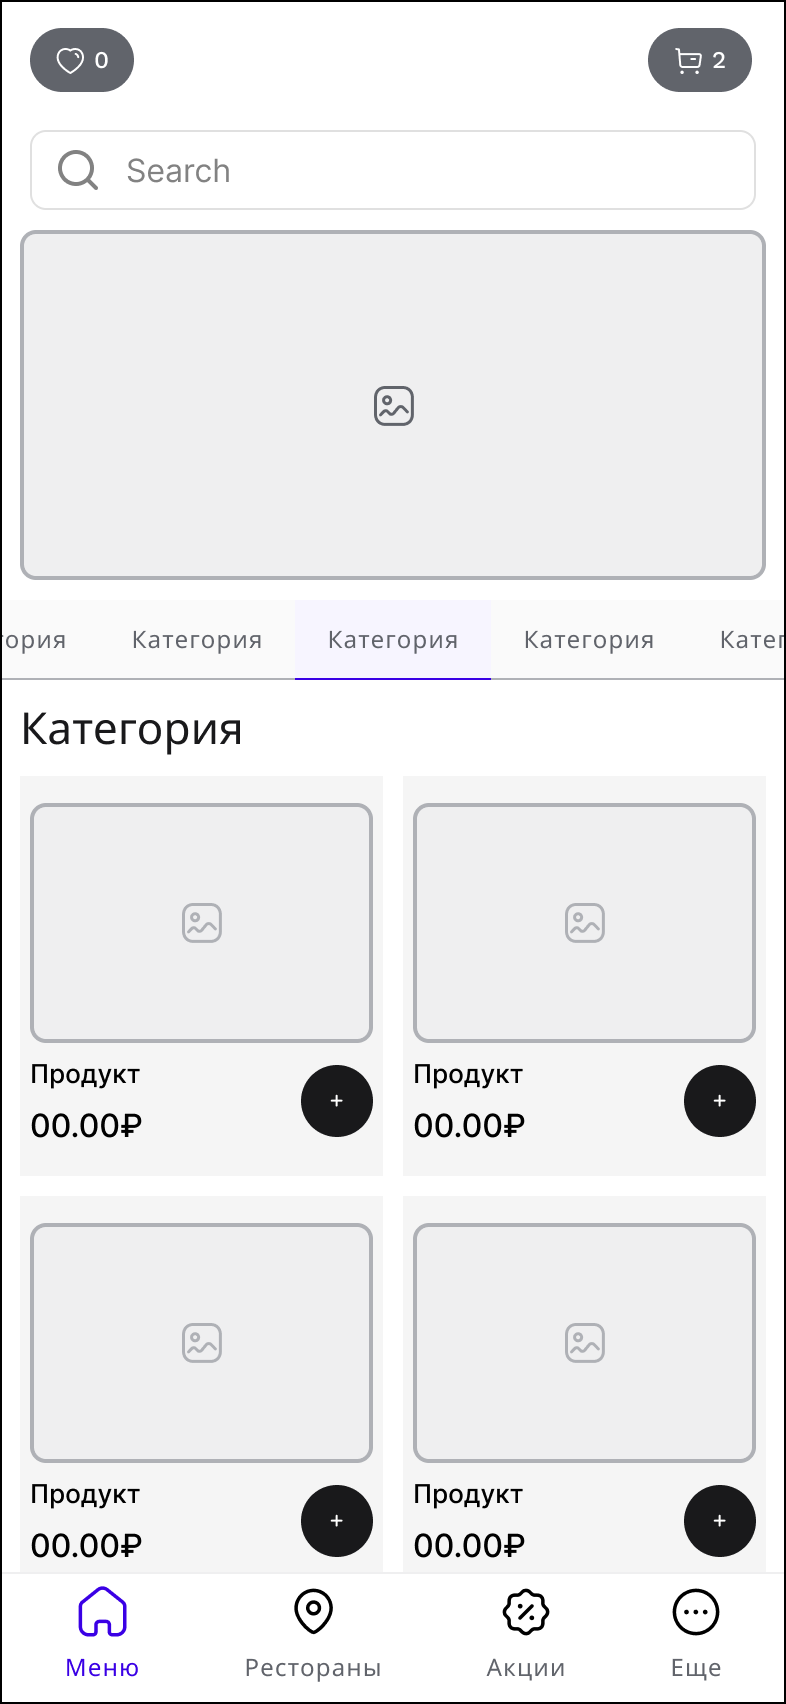 0
2
Search
гория
Категория
Категория
Категория
Катег
Категория
Продукт
00.00₽
+
Продукт
00.00₽
+
Продукт
00.00₽
+
Продукт
00.00₽
+
Меню
Рестораны
Акции
Еще